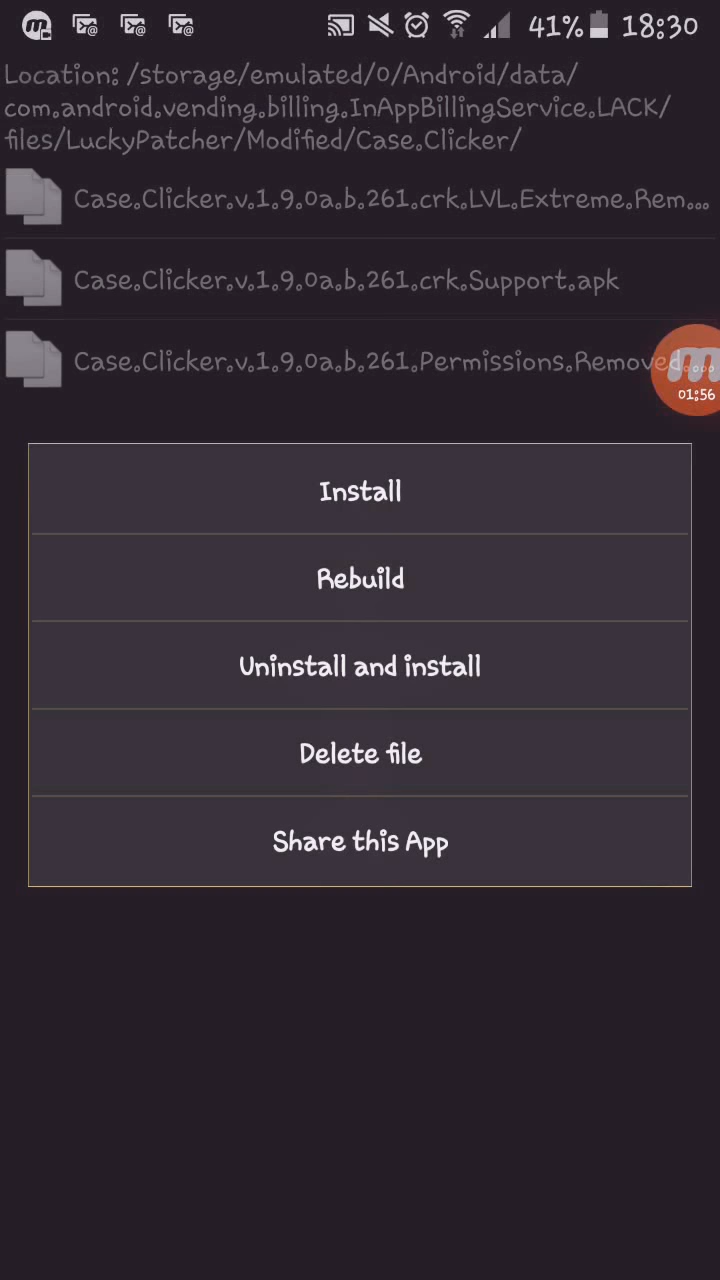 41% 18:30
Location: /storage/emulated/0/Android/data/
com.android.vending.billing.InAppBillingService.LACK/
files/LuckyPatcher/Modified/Case.Clicker/
Case.Clicker.v.1.9.0a.b.261.crk.LVL.Extreme.Rem...
Case.Clicker.v.1.9.0a.b.261.crk.Support.apk
Case.Clicker.v.1.9.0a.b.261.Permissions.Removed....
01:56
Install
Rebuild
Uninstall and install
Delete file
Share this App